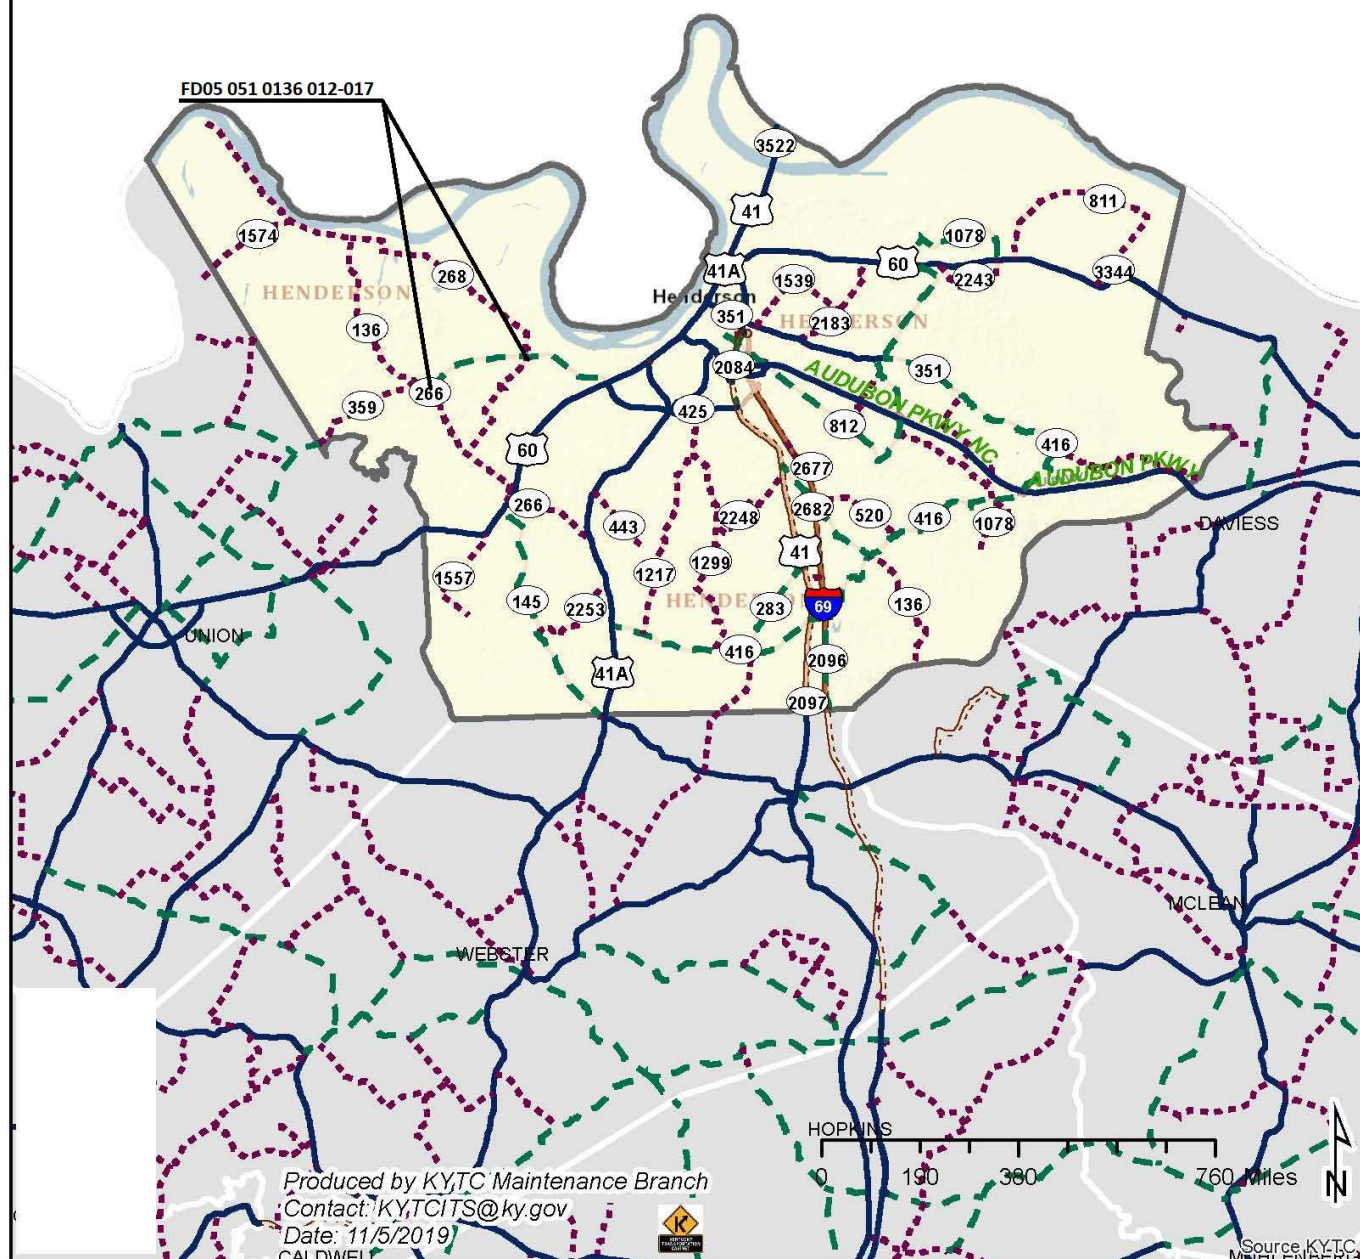 FD05 051 0136 012-017
3522
811
41
1574
1078
60
41A
268
1539
2243
3344
HENDERSON
Henderson
351
136
2183
HENDERSON
2084
AUDUBON PKWY-NC
351
266
359
425
812
416
60
2677
AUDUBON PKWY
266
2682
520
416
2248
443
1078
DAVIESS
41
1299
1217
1557
145
2253
HENDERSON
283
69
136
UNION
416
2096
41A
2097
MCLEAN
WEBSTER
HOPKINS
0 190 380 760 Miles
N
Produced by KYTC Maintenance Branch
Contact: KYTCITS@ky.gov
Date: 11/5/2019
KENTUCKY
TRANSPORTATION
CABINET
CALDWELL
Source KYTC